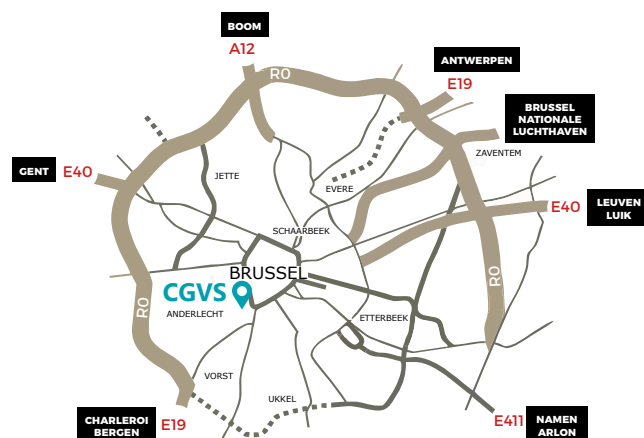 BOOM
A12
R0
ANTWERPEN
E19
BRUSSEL
NATIONALE
LUCHTHAVEN
ZAVENTEM
GENT
E40
JETTE
EVERE
SCHAARBEEK
E40
LEUVEN
LUIK
BRUSSEL
CGVS
ANDERLECHT
R0
R0
ETTERBEEK
VORST
UKKEL
CHARLEROI
BERGEN
E19
E411
NAMEN
ARLON